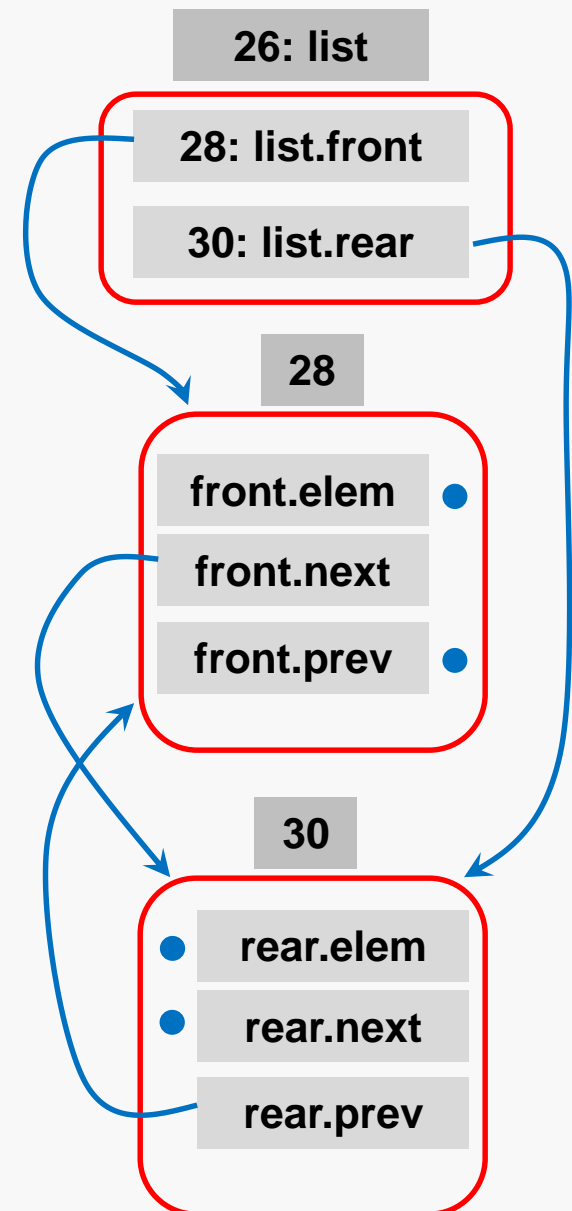 26: list
28: list.front
30: list.rear
28
front.elem
front.next
front.prev
30
rear.elem
rear.next
rear.prev